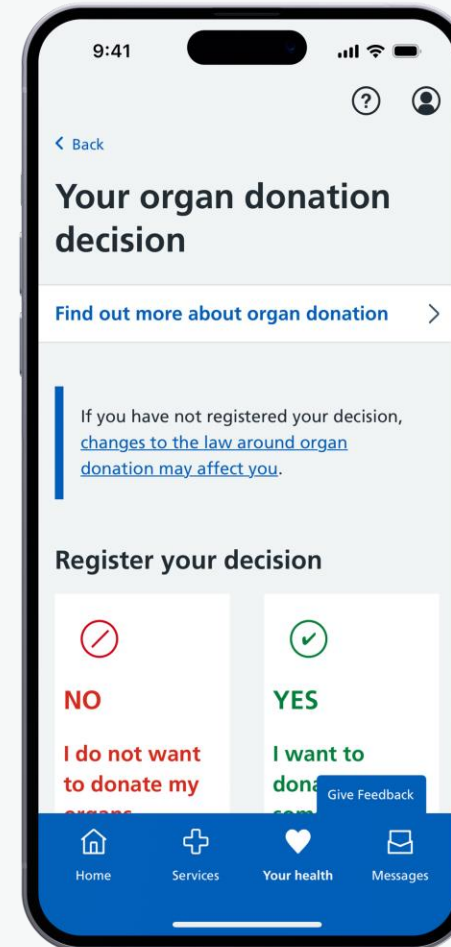 9:41
Back
Your organ donation
decision
Find out more about organ donation
If you have not registered your decision,
changes to the law around organ
donation may affect you.
Register your decision
NO
I do not want
to donate my
organs
YES
I want to
Give Feedback
Home
Services
Your health
Messages